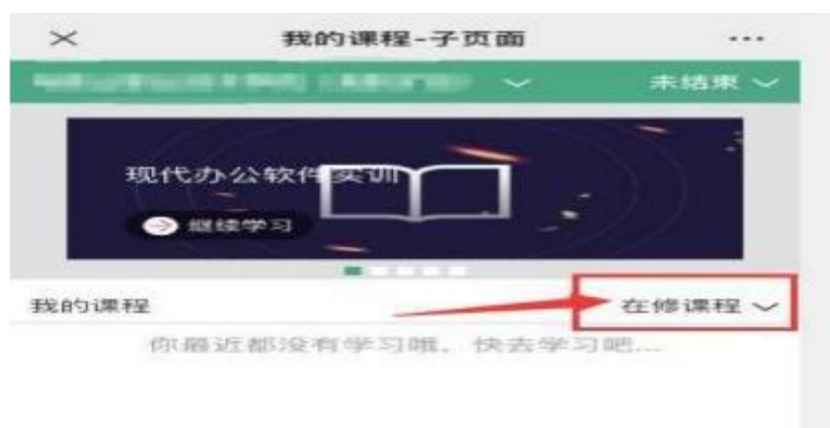 我的课程-子页面
未结束
现代办公软件实训
继续学习
我的课程
在修课程
你最近都没有学习哦，快去学习吧...